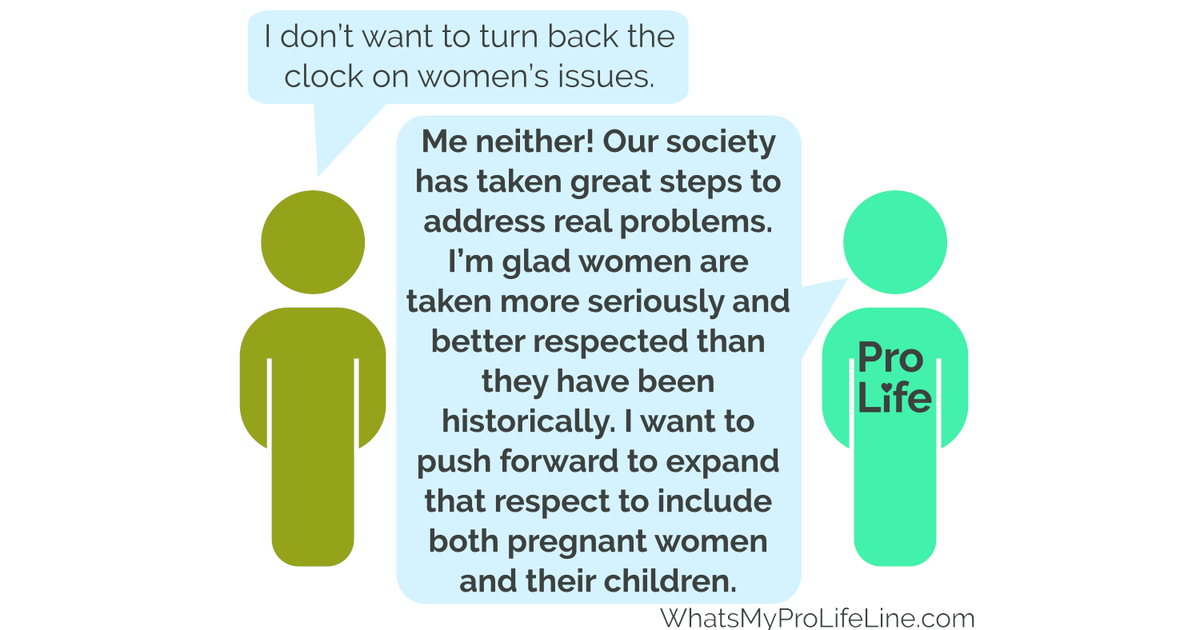 I don’t want to turn back the
clock on women’s issues.
Me neither! Our society
has taken great steps to
address real problems.
I’m glad women are
taken more seriously and
better respected than
they have been
historically. I want to
push forward to expand
that respect to include
both pregnant women
and their children.
Pro
Life
WhatsMyProLifeLine.com